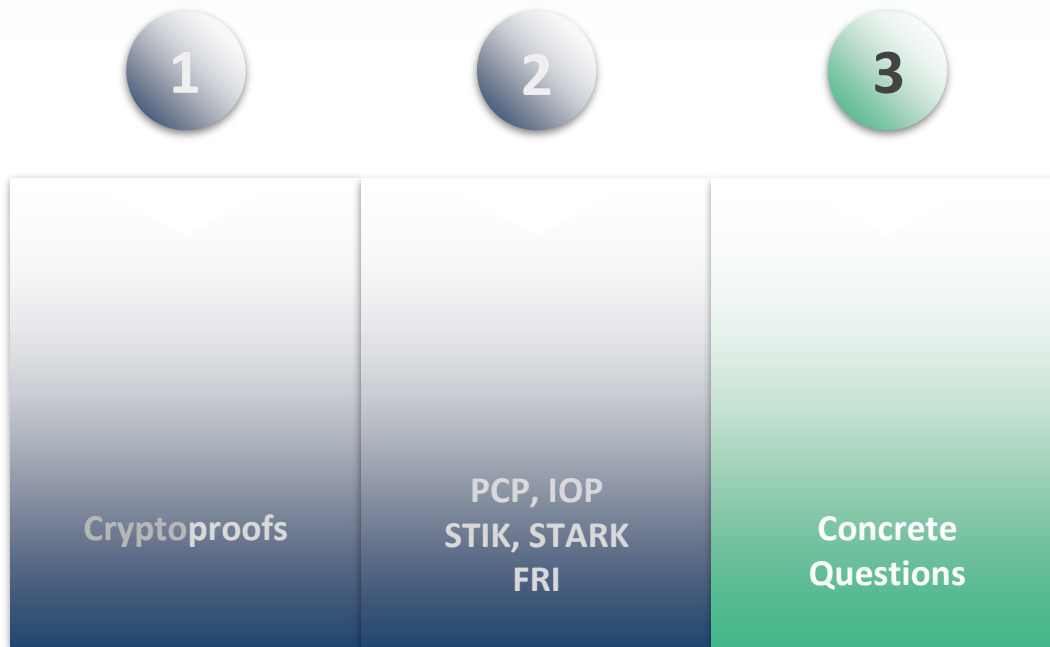 1
2
3
Cryptoproofs
PCP, IOP
STIK, STARK
FRI
Concrete
Questions